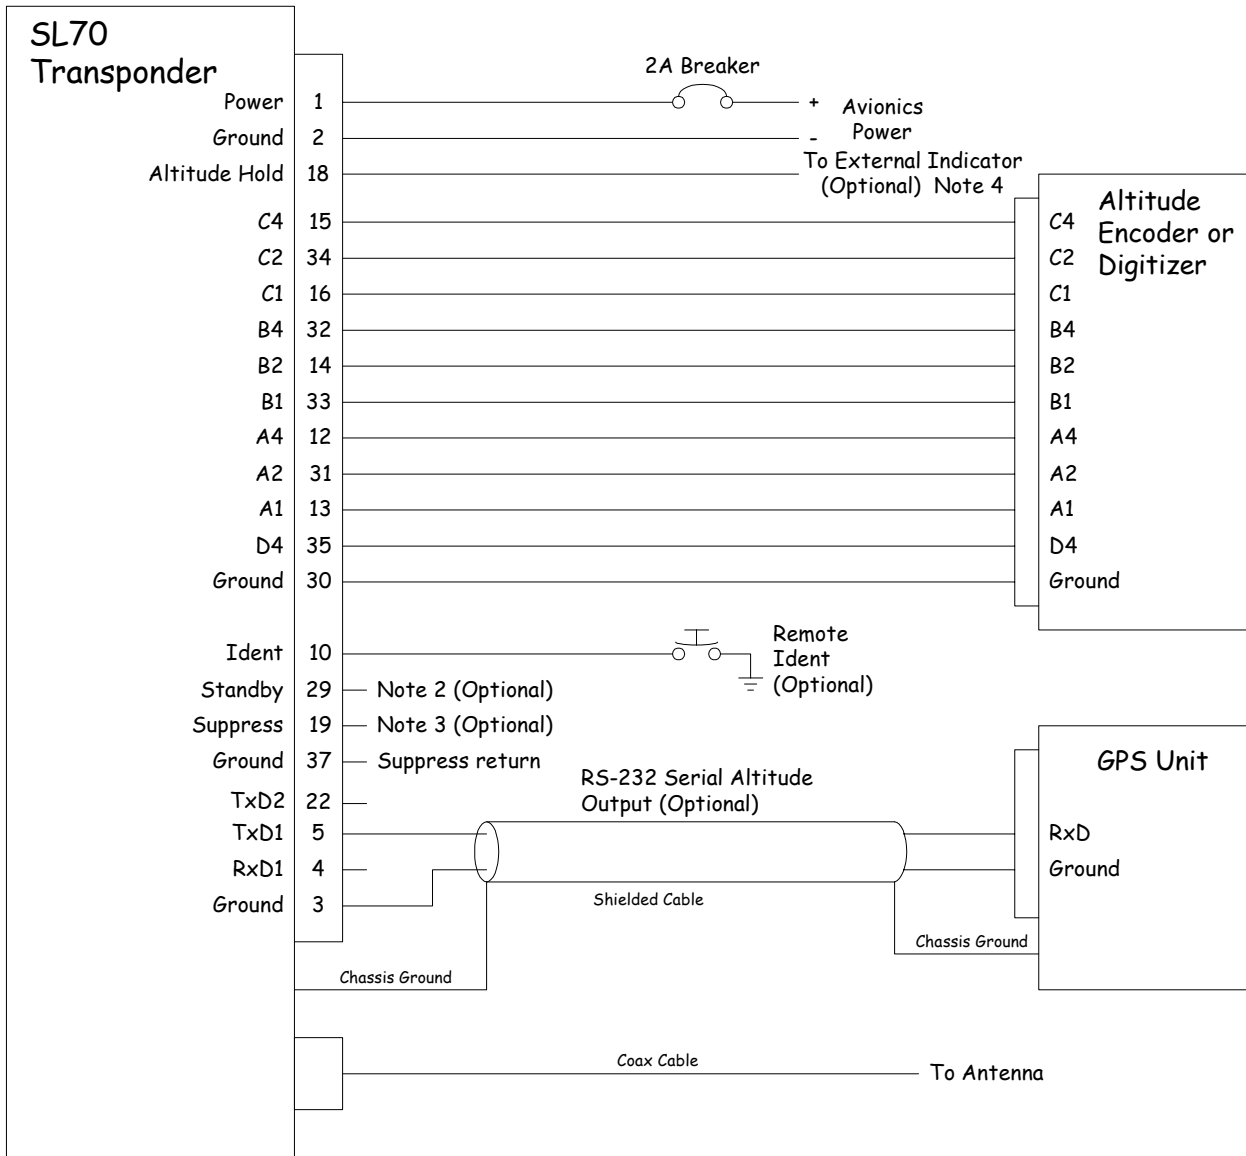 SL70
Transponder
2A Breaker
Power 1 + Avionics
Ground 2 - Power
Altitude Hold 18 To External Indicator
(Optional) Note 4
Altitude
Encoder or
Digitizer
C4 15 C4
C2 34 C2
C1 16 C1
B4 32 B4
B2 14 B2
B1 33 B1
A4 12 A4
A2 31 A2
A1 13 A1
D4 35 D4
Ground 30 Ground
Ident 10 Remote
Ident
(Optional)
Standby 29 Note 2 (Optional)
Suppress 19 Note 3 (Optional)
Ground 37 Suppress return
GPS Unit
RS-232 Serial Altitude
Output (Optional)
TxD2 22
TxD1 5 RxD
RxD1 4 Ground
Ground 3
Shielded Cable
Chassis Ground
Chassis Ground
Coax Cable
To Antenna